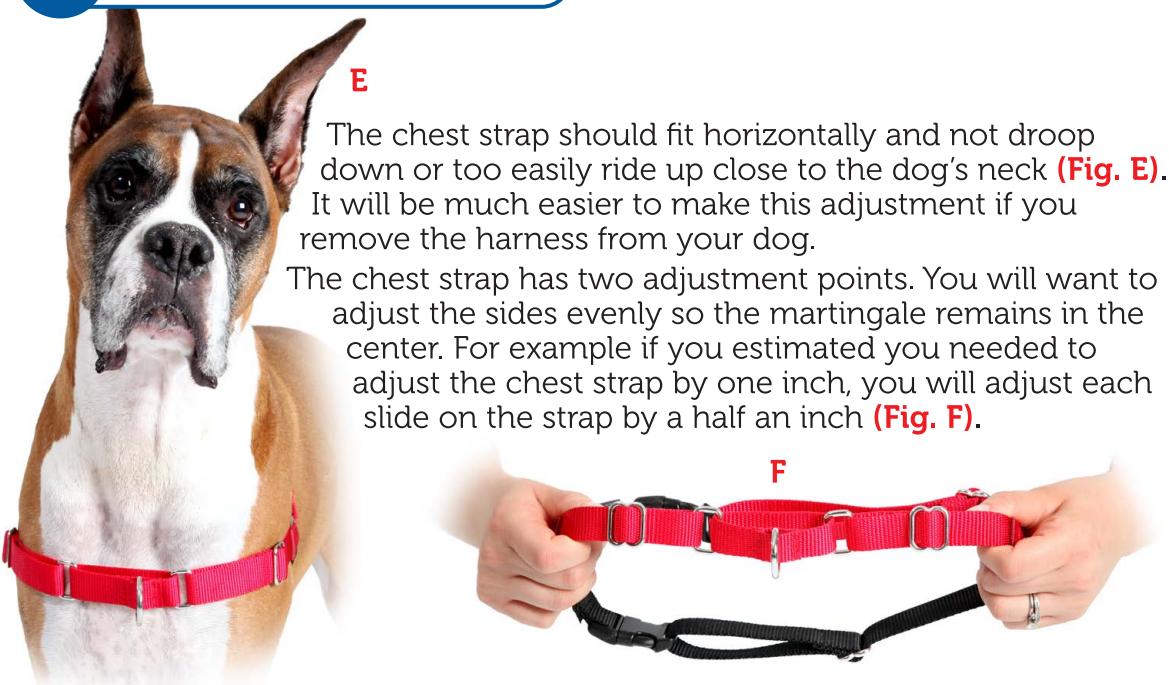 E
The chest strap should fit horizontally and not droop
down or too easily ride up close to the dog's neck (Fig. E).
It will be much easier to make this adjustment if you
remove the harness from your dog.
The chest strap has two adjustment points. You will want to
adjust the sides evenly so the martingale remains in the
center. For example if you estimated you needed to
adjust the chest strap by one inch, you will adjust each
slide on the strap by a half an inch (Fig. F).
F